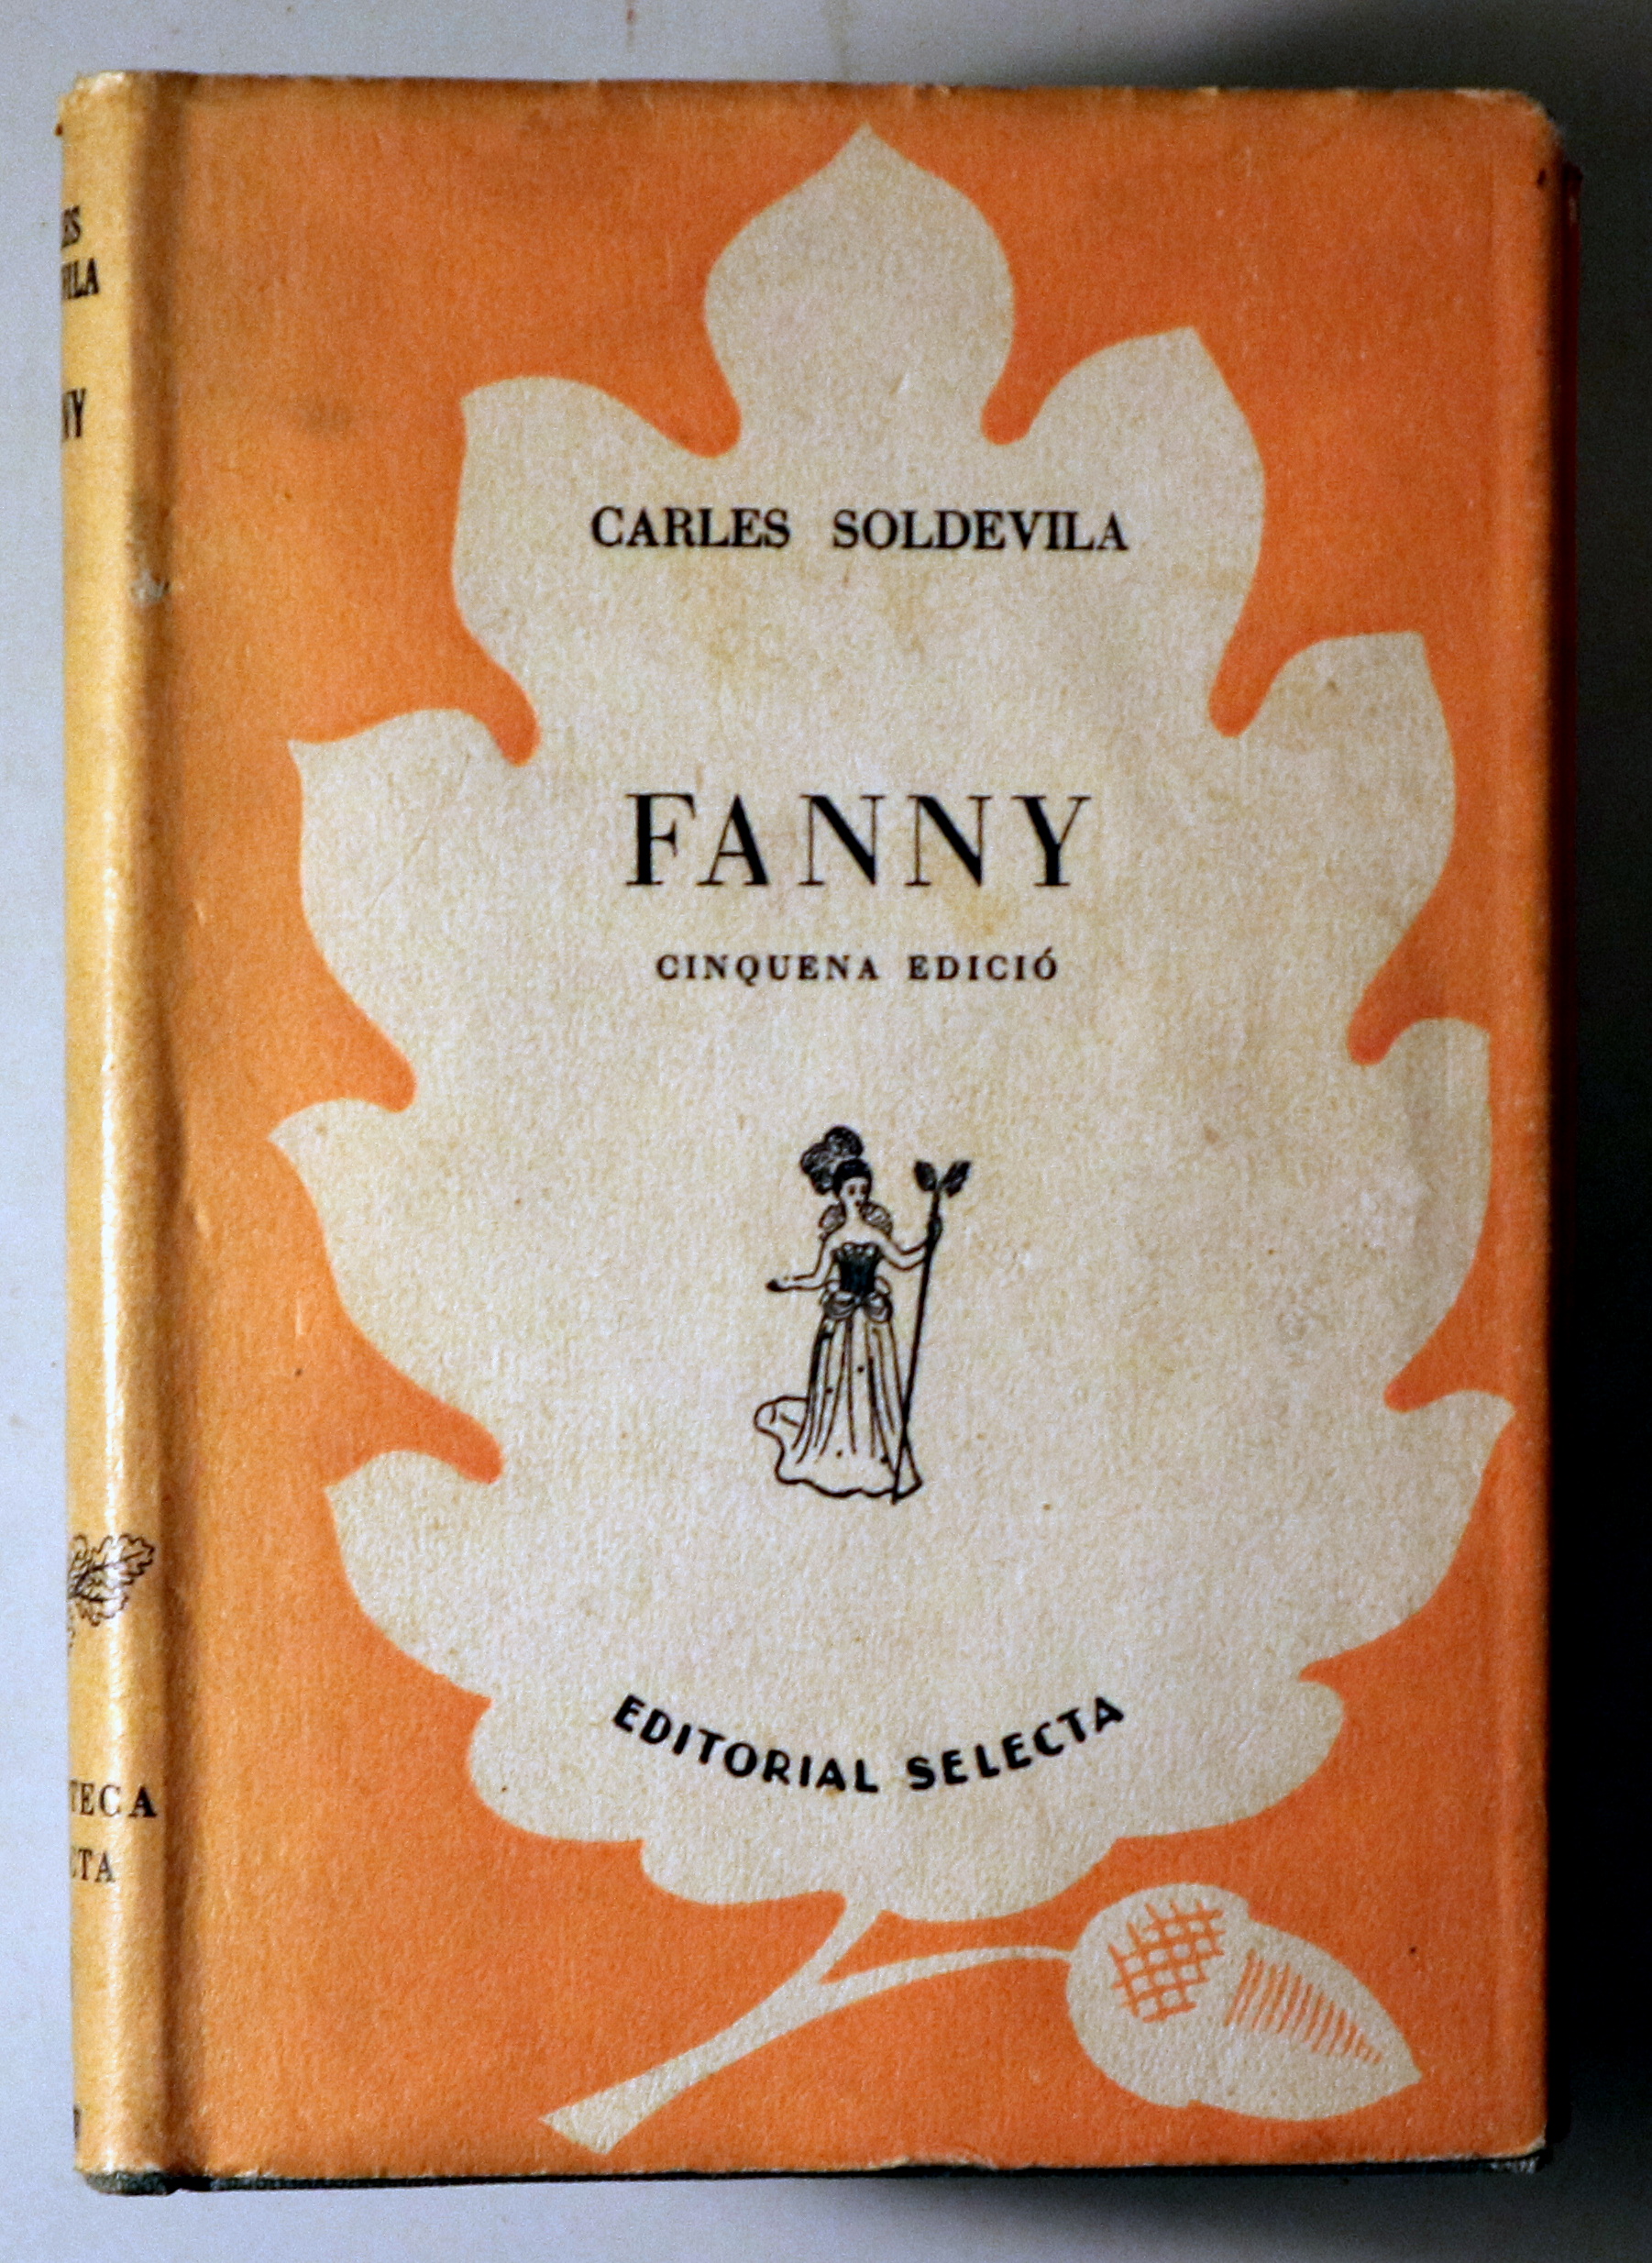 CARLES SOLDEVILA
FANNY
CINQUENA EDICIÓ
EDITORIAL SELECTA